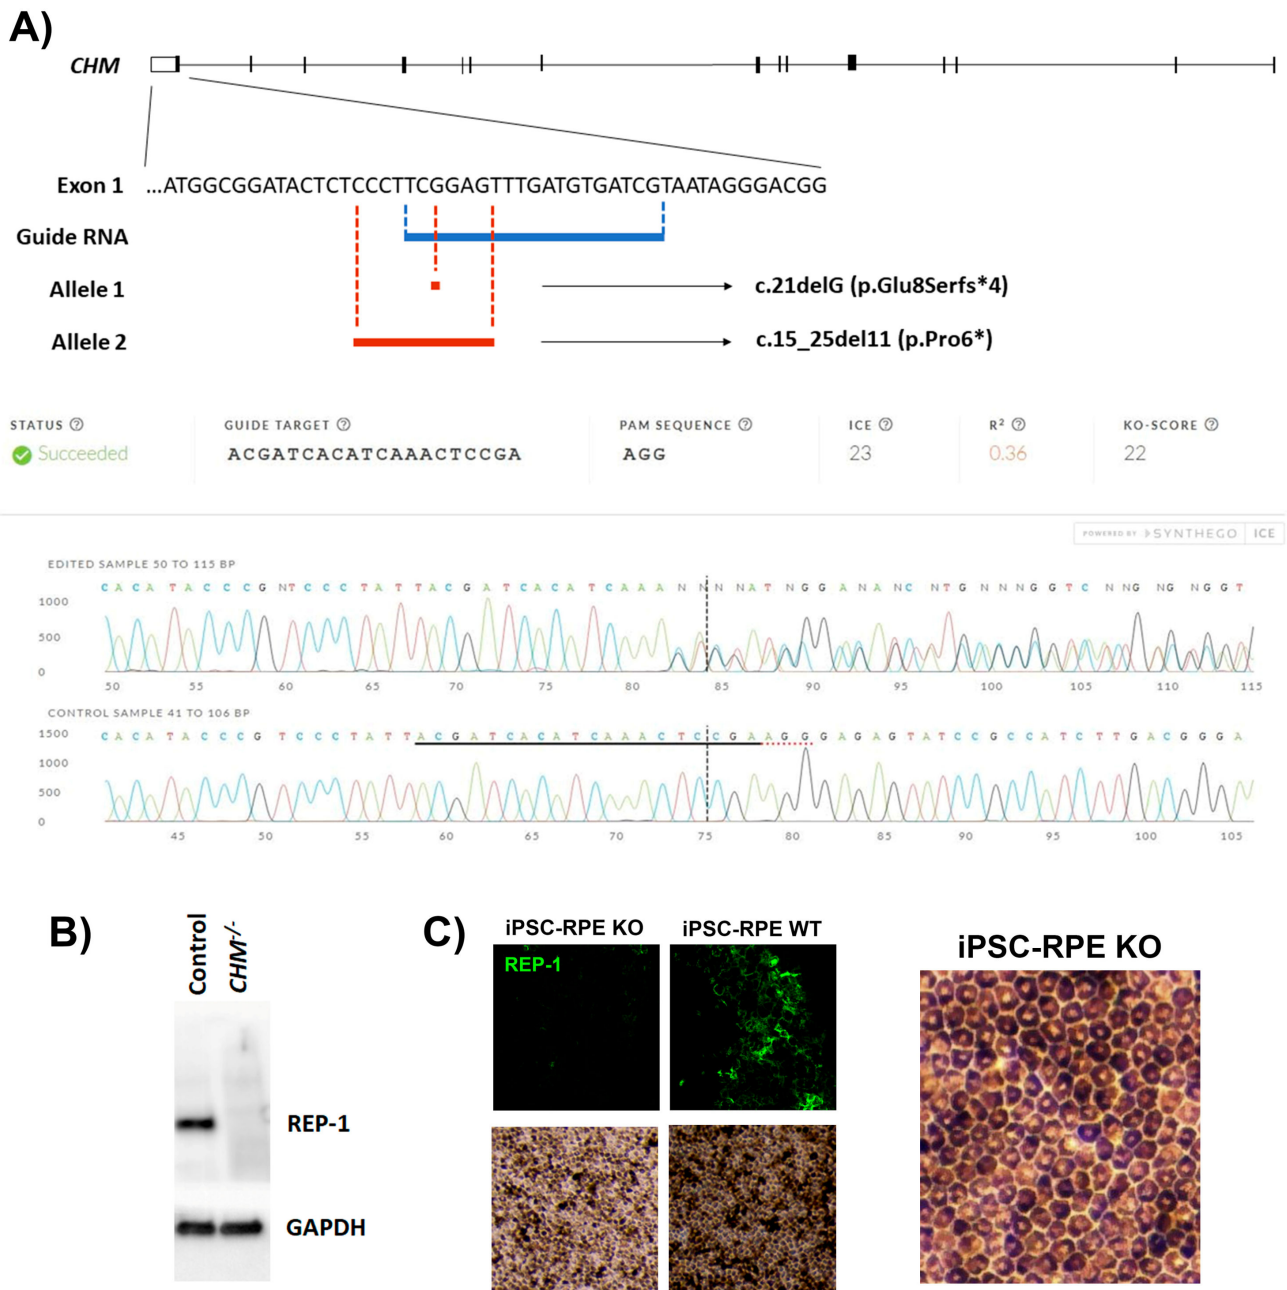 A)
CHM
Exon 1 ...ATGGCGGATACTCTCCCTTCGGAGTTTGATGTGATCGTAATAGGGACGG
Guide RNA
Allele 1 c.21delG (p.Glu8Serfs*4)
Allele 2 c.15_25del11 (p.Pro6*)
STATUS ? GUIDE TARGET ? PAM SEQUENCE ? ICE ? R² ? KO-SCORE ?
Succeeded ACGATCACATCAAACTCCGA AGG 23 0.36 22
POWERED BY SYNTHEGO ICE
EDITED SAMPLE 50 TO 115 BP
C A C A T A C C C G N T C C C T A T T A C G A T C A C A T C A A A N N N N A T N G G A N A N C N T G N N N G G T C N N G N G N G G T
1000
500
0
50 55 60 65 70 75 80 85 90 95 100 105 110 115
CONTROL SAMPLE 41 TO 106 BP
C A C A T A C C C G T C C C T A T T A C G A T C A C A T C A A A C T C C G A A G G G A G A G T A T C C G C C A T C T T G A C G G G A
1500
1000
500
0
45 50 55 60 65 70 75 80 85 90 95 100 105
B)
Control
CHM-/-
REP-1
GAPDH
C)
iPSC-RPE KO iPSC-RPE WT
REP-1
iPSC-RPE KO